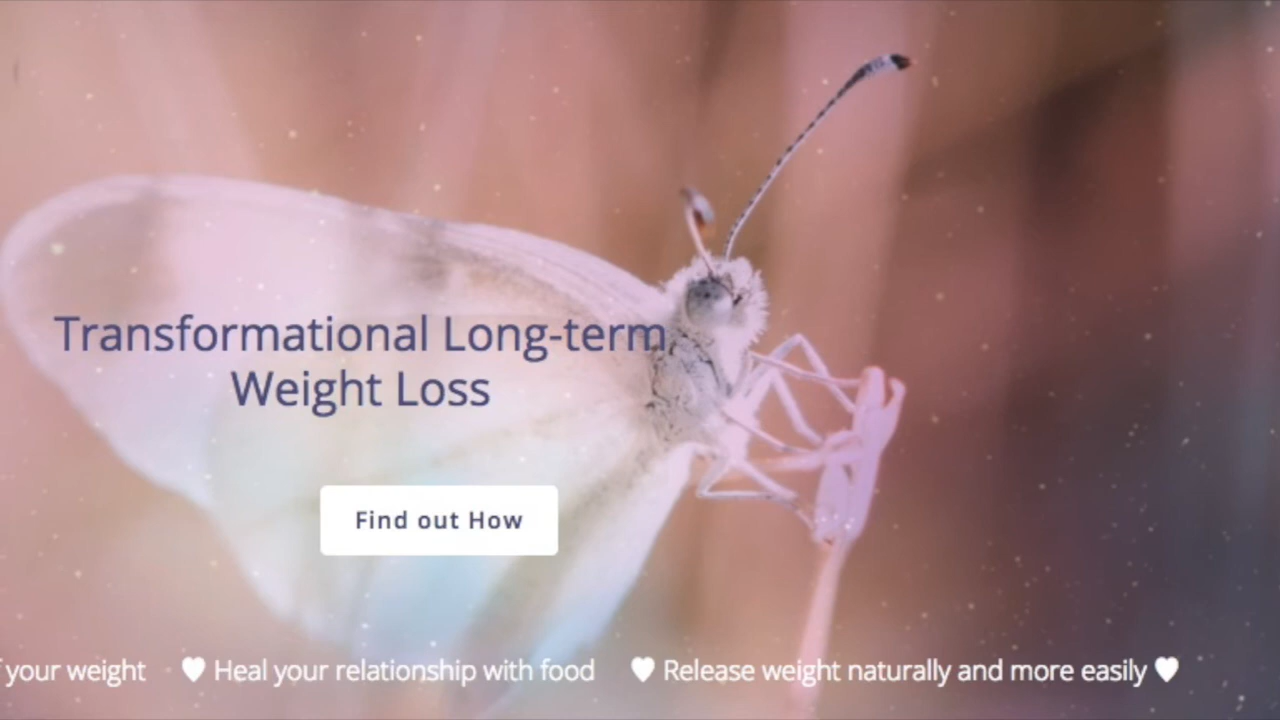 Transformational Long-term
Weight Loss
Find out How
your weight ♥ Heal your relationship with food ♥ Release weight naturally and more easily ♥